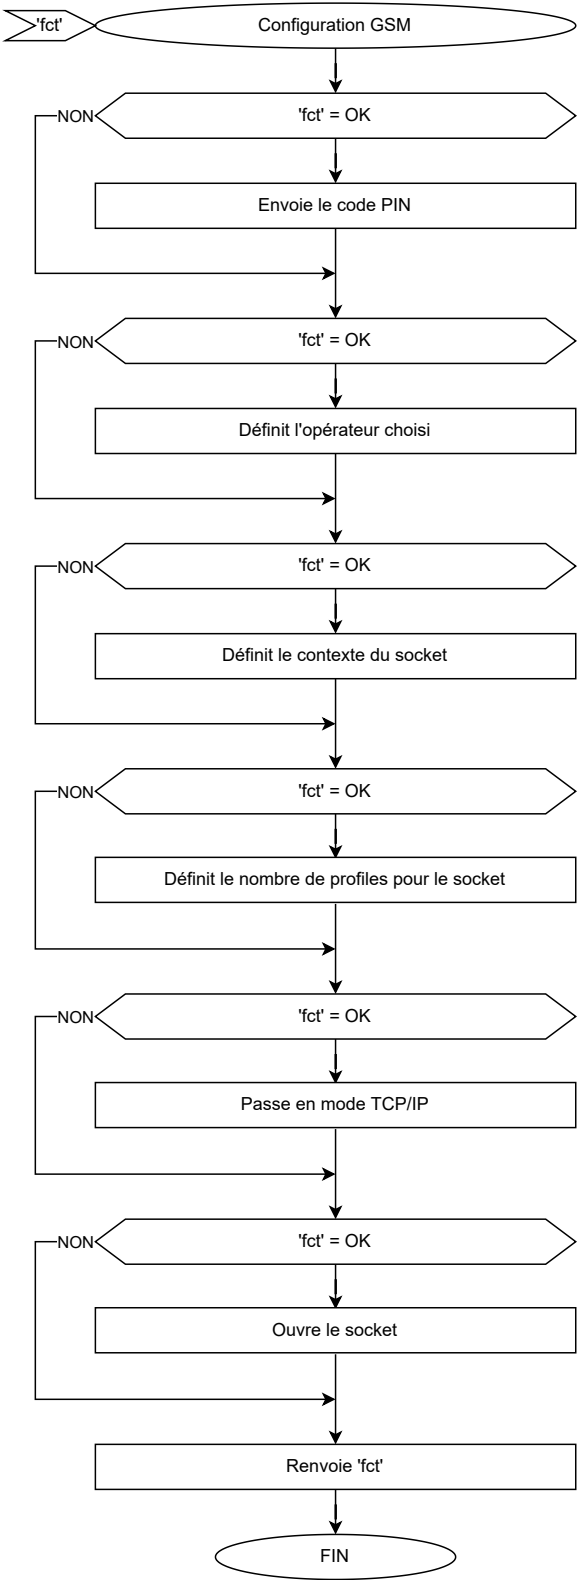 'fct'
Configuration GSM
'fct' = OK
NON
Envoie le code PIN
'fct' = OK
NON
Définit l'opérateur choisi
'fct' = OK
NON
Définit le contexte du socket
'fct' = OK
NON
Définit le nombre de profiles pour le socket
'fct' = OK
NON
Passe en mode TCP/IP
'fct' = OK
NON
Ouvre le socket
Renvoie 'fct'
FIN